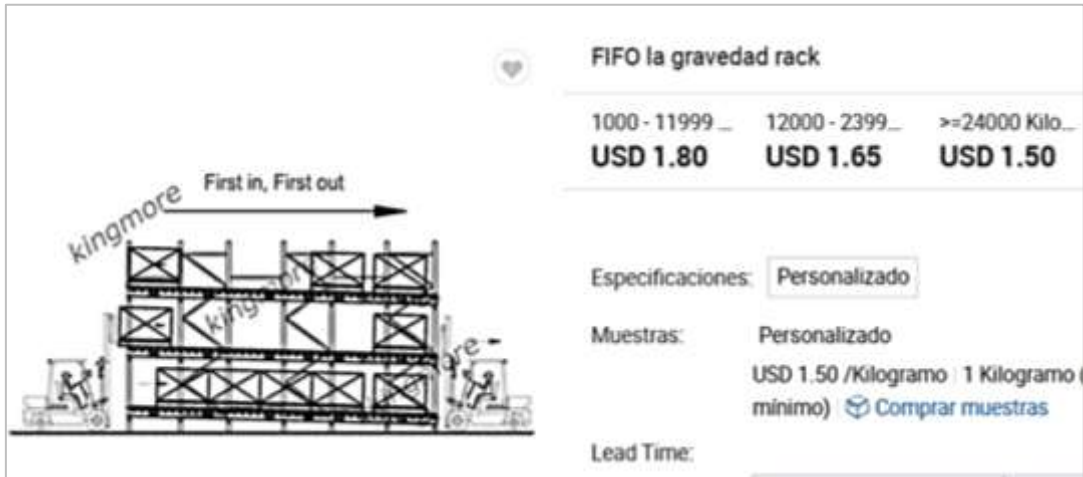 FIFO la gravedad rack
1000 - 11999 ... 12000 - 2399... >=24000 Kilo...
USD 1.80 USD 1.65 USD 1.50
First in, First out
kingmore
kingmore
Especificaciones: Personalizado
Muestras: Personalizado
USD 1.50 /Kilogramo | 1 Kilogramo (
mínimo) Comprar muestras
Lead Time: